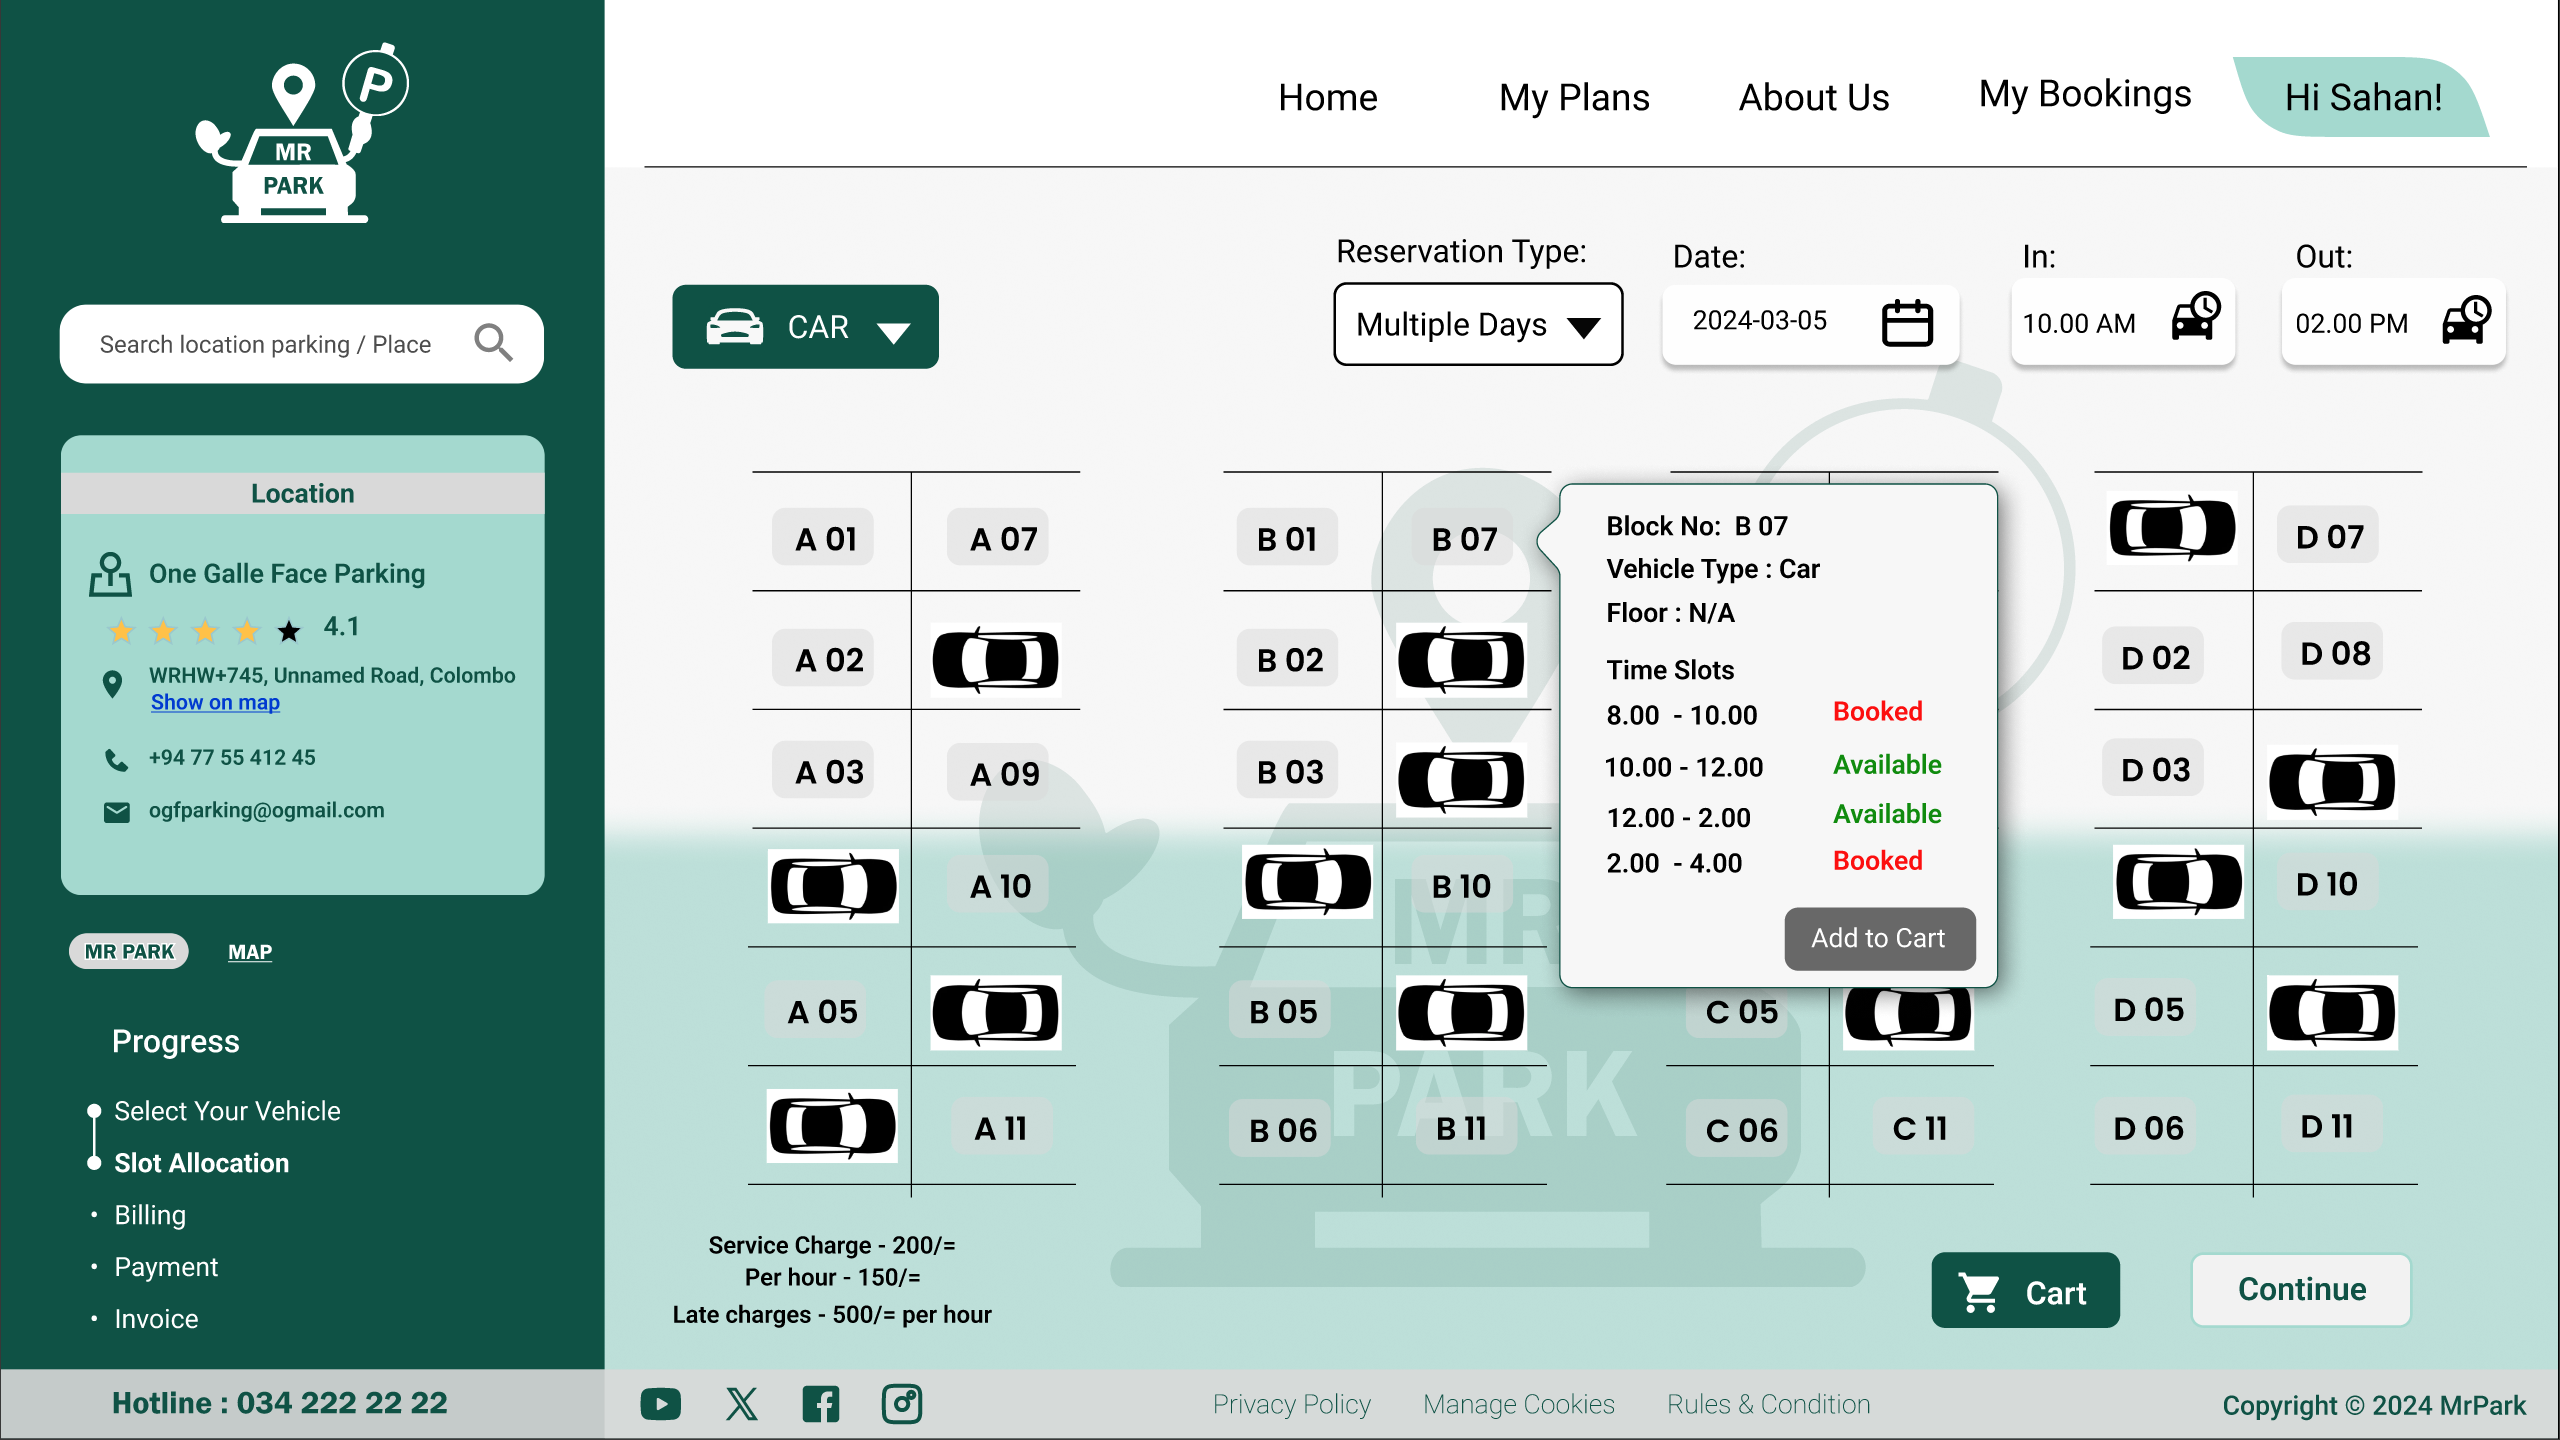 MR
PARK
P
Home
My Plans
About Us
My Bookings
Hi Sahan!
Search location parking / Place
Location
One Galle Face Parking
4.1
WRHW+745, Unnamed Road, Colombo
Show on map
+94 77 55 412 45
ogfparking@ogmail.com
MR PARK
MAP
Progress
Select Your Vehicle
Slot Allocation
• Billing
• Payment
• Invoice
CAR
Reservation Type:
Multiple Days
Date:
2024-03-05
In:
10.00 AM
Out:
02.00 PM
A 01
A 07
B 01
B 07
D 07
A 02
B 02
D 02
D 08
A 03
A 09
B 03
D 03
A 10
B 10
D 10
A 05
B 05
C 05
D 05
A 11
B 06
B 11
C 06
C 11
D 06
D 11
MR
PARK
Block No: B 07
Vehicle Type : Car
Floor : N/A
Time Slots
8.00 - 10.00 Booked
10.00 - 12.00 Available
12.00 - 2.00 Available
2.00 - 4.00 Booked
Add to Cart
Service Charge - 200/=
Per hour - 150/=
Late charges - 500/= per hour
Cart
Continue
Hotline : 034 222 22 22
Privacy Policy
Manage Cookies
Rules & Condition
Copyright © 2024 MrPark